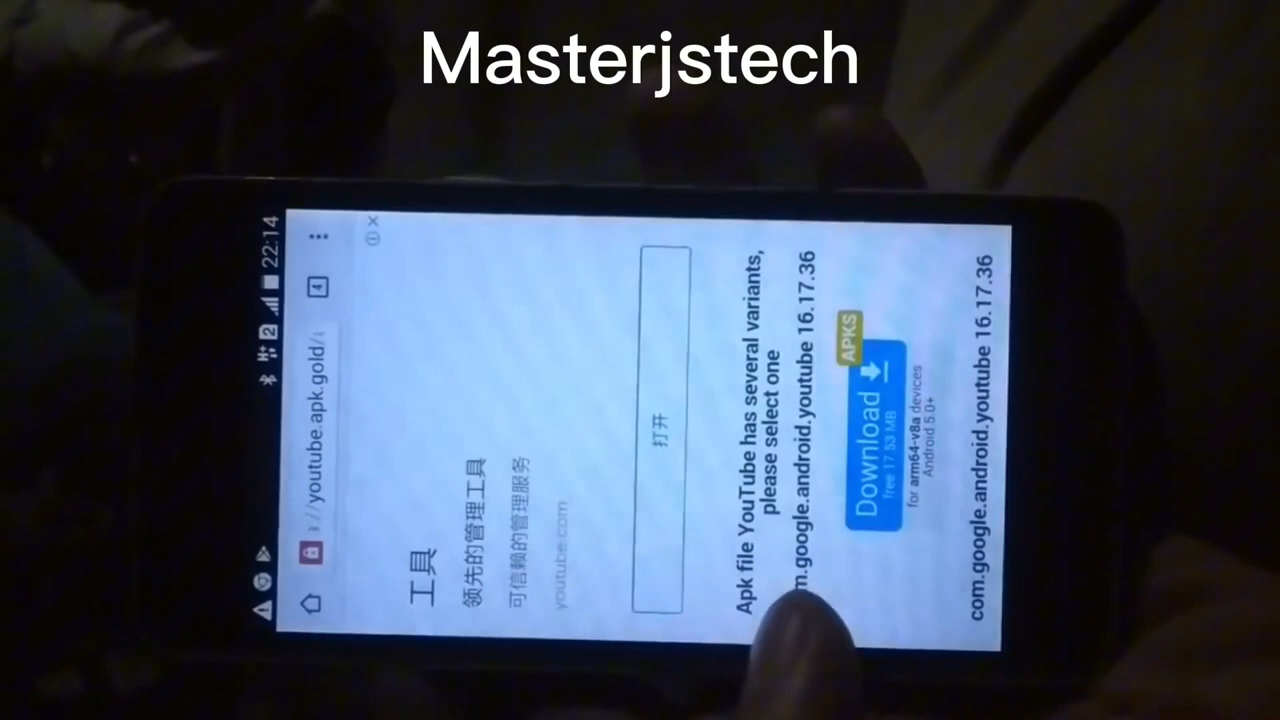 Masterjstech
2 22:14
//youtube.apk.gold/
4
工具
领先的管理工具
可信赖的管理服务
youtube.com
打开
Apk file YouTube has several variants,
please select one
.google.android.youtube 16.17.36
APKS
Download
free 17.53 MB
for arm64-v8a devices
Android 5.0+
com.google.android.youtube 16.17.36